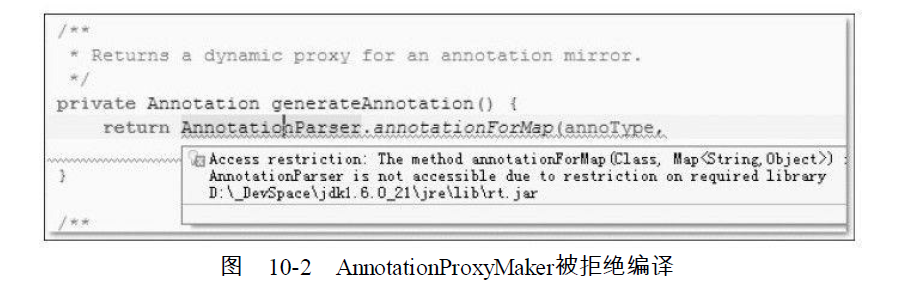 /**
* Returns a dynamic proxy for an annotation mirror.
*/
private Annotation generateAnnotation() {
return AnnotationParser.annotationForMap(annoType,
Access restriction: The method annotationForMap(Class, Map<String,Object>)
AnnotationParser is not accessible due to restriction on required library
D:\_DevSpace\jdk1.6.0_21\jre\lib\rt.jar
}
/**
图 10-2 AnnotationProxyMaker被拒绝编译